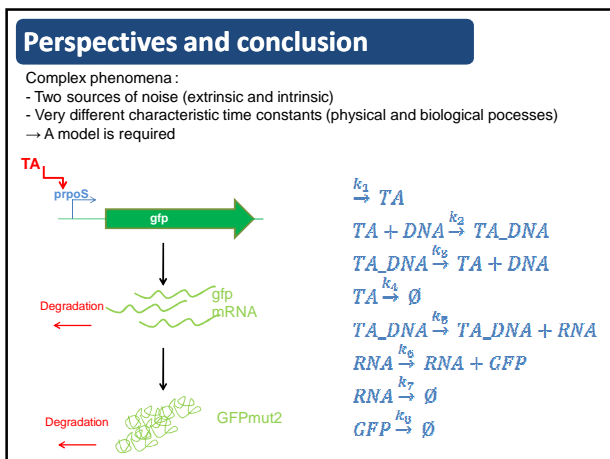 Perspectives and conclusion
Complex phenomena :
- Two sources of noise (extrinsic and intrinsic)
- Very different characteristic time constants (physical and biological pocesses)
→ A model is required
TA
prpoS
gfp
gfp
mRNA
Degradation
GFPmut2
Degradation
k₁→ TA
TA + DNA k₂→ TA_DNA
TA_DNA k₃→ TA + DNA
TA k₄→ Ø
TA_DNA k₅→ TA_DNA + RNA
RNA k₆→ RNA + GFP
RNA k₇→ Ø
GFP k₈→ Ø